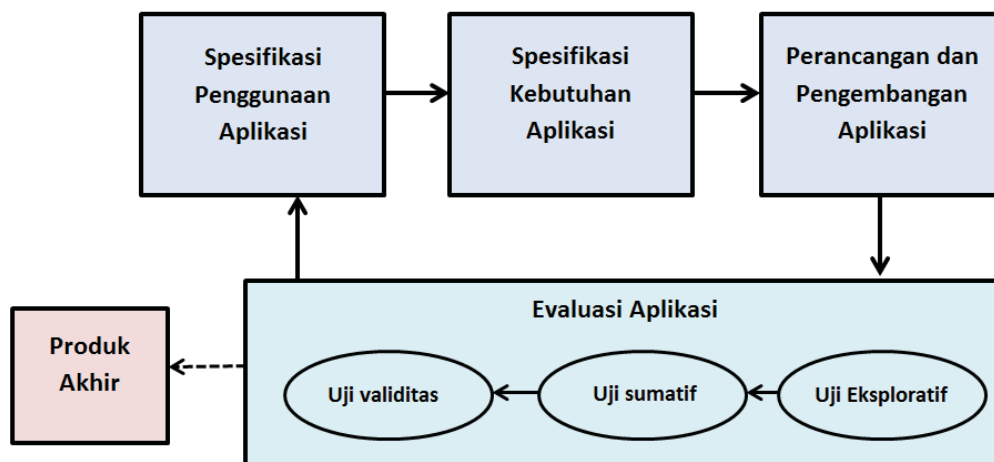 Spesifikasi
Penggunaan
Aplikasi
Spesifikasi
Kebutuhan
Aplikasi
Perancangan dan
Pengembangan
Aplikasi
Evaluasi Aplikasi
Produk
Akhir
Uji validitas
Uji sumatif
Uji Eksploratif